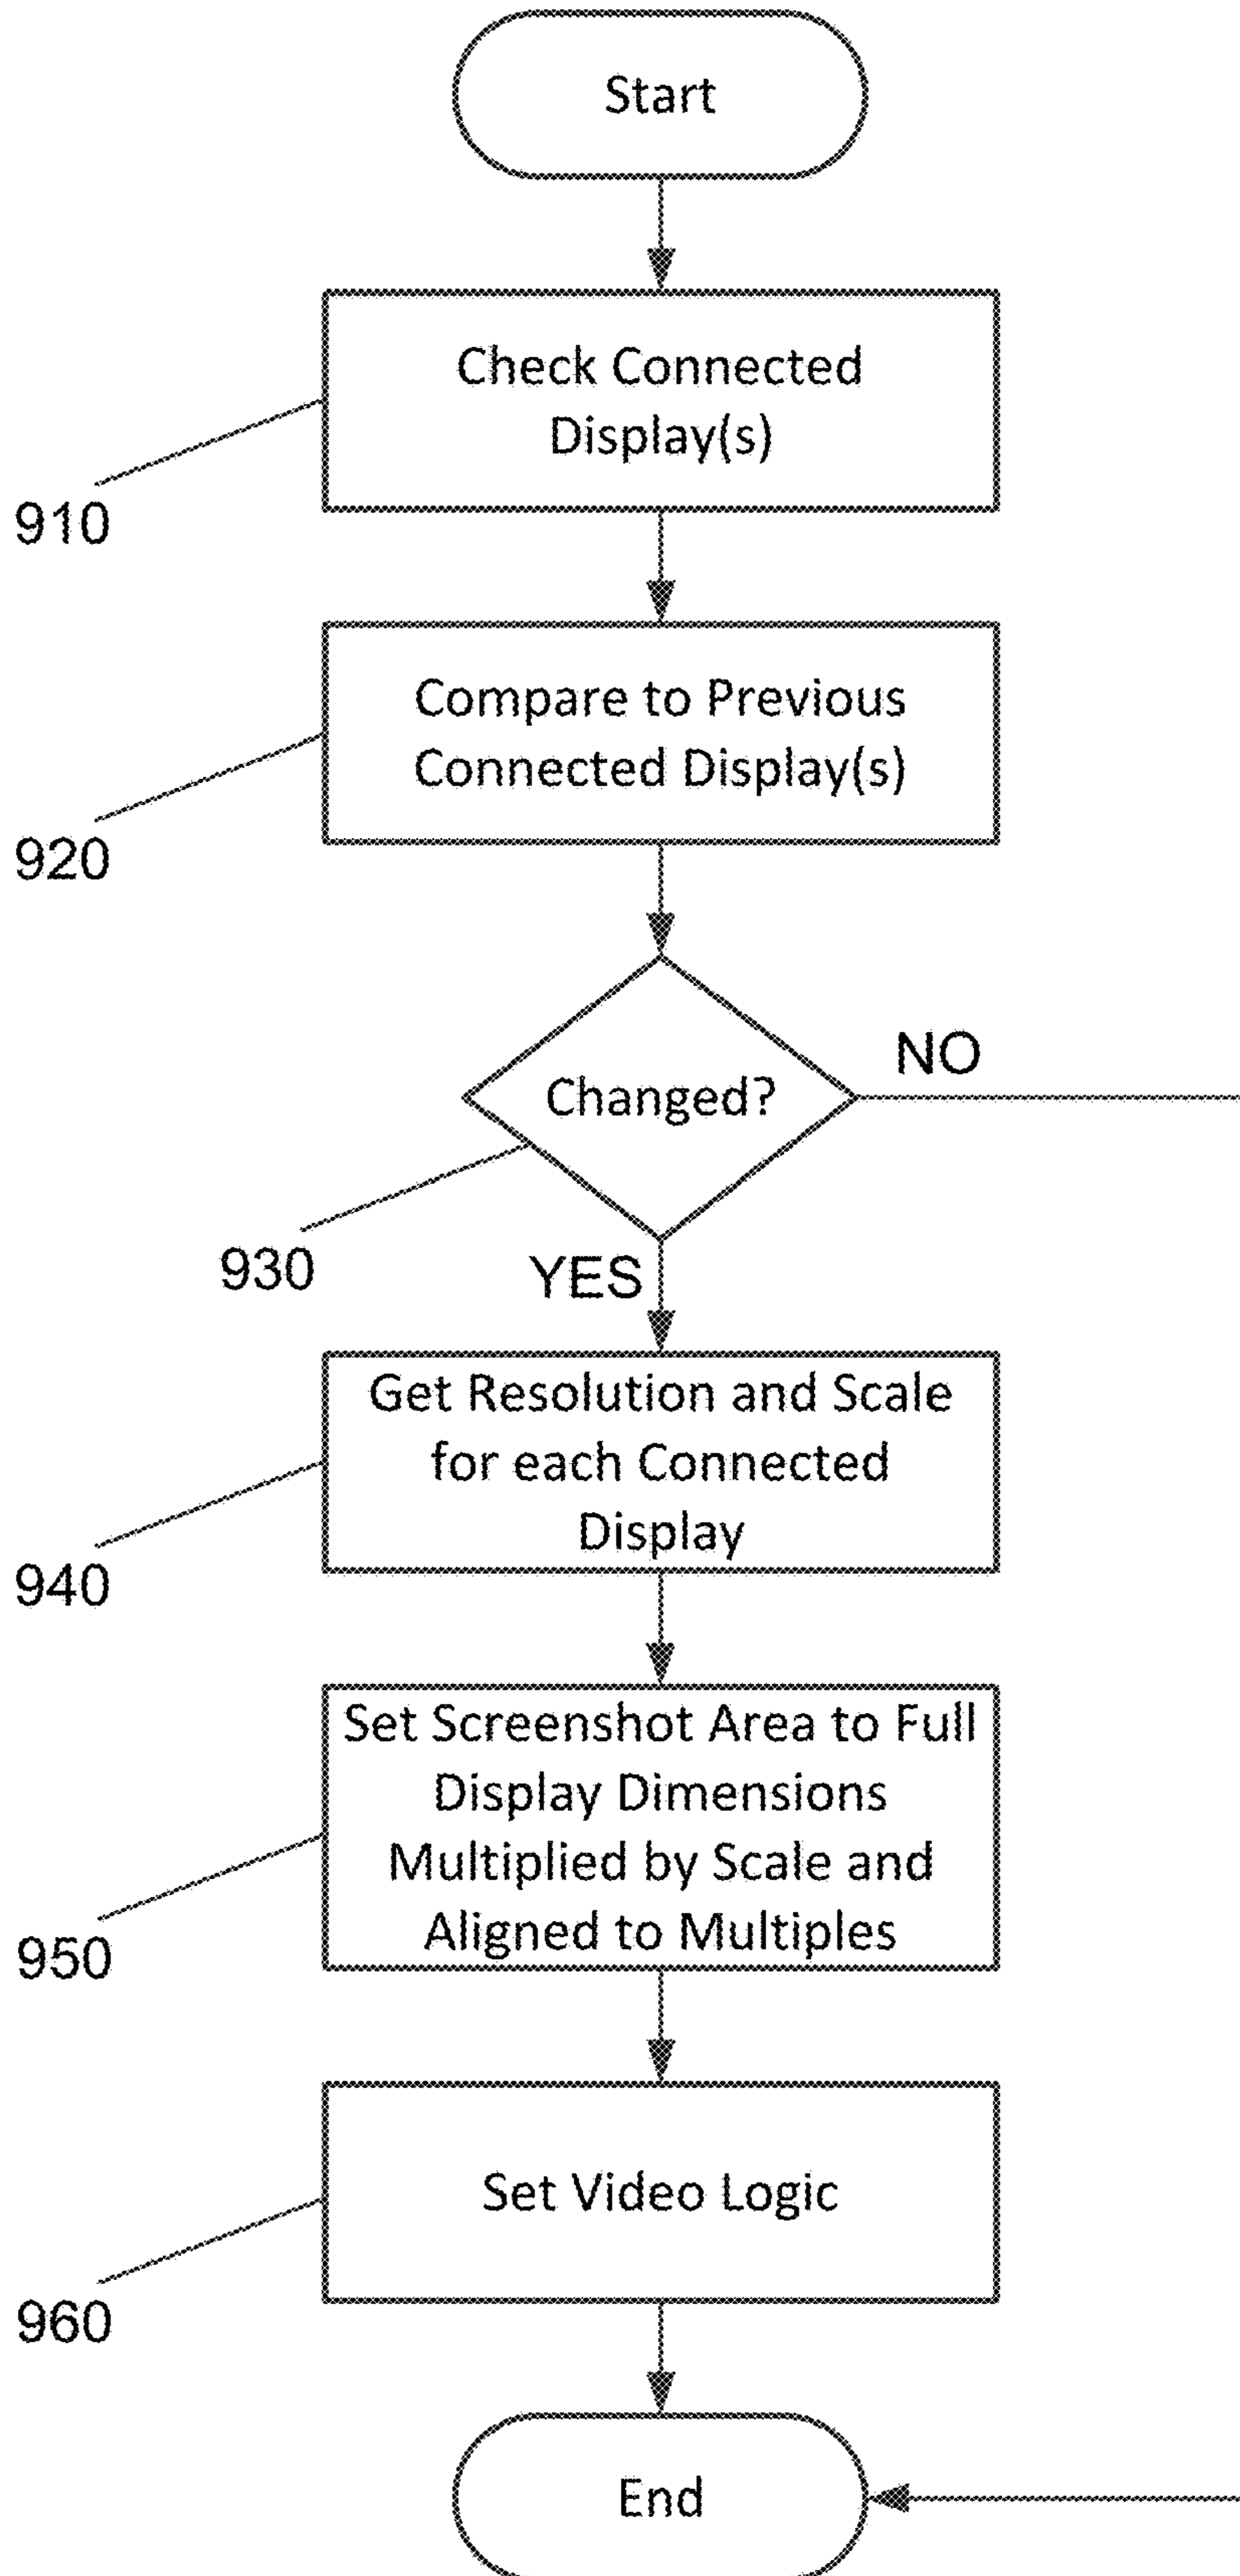 Start
Check Connected
Display(s)
910
Compare to Previous
Connected Display(s)
920
Changed?
NO
930
YES
Get Resolution and Scale
for each Connected
Display
940
Set Screenshot Area to Full
Display Dimensions
Multiplied by Scale and
Aligned to Multiples
950
Set Video Logic
960
End